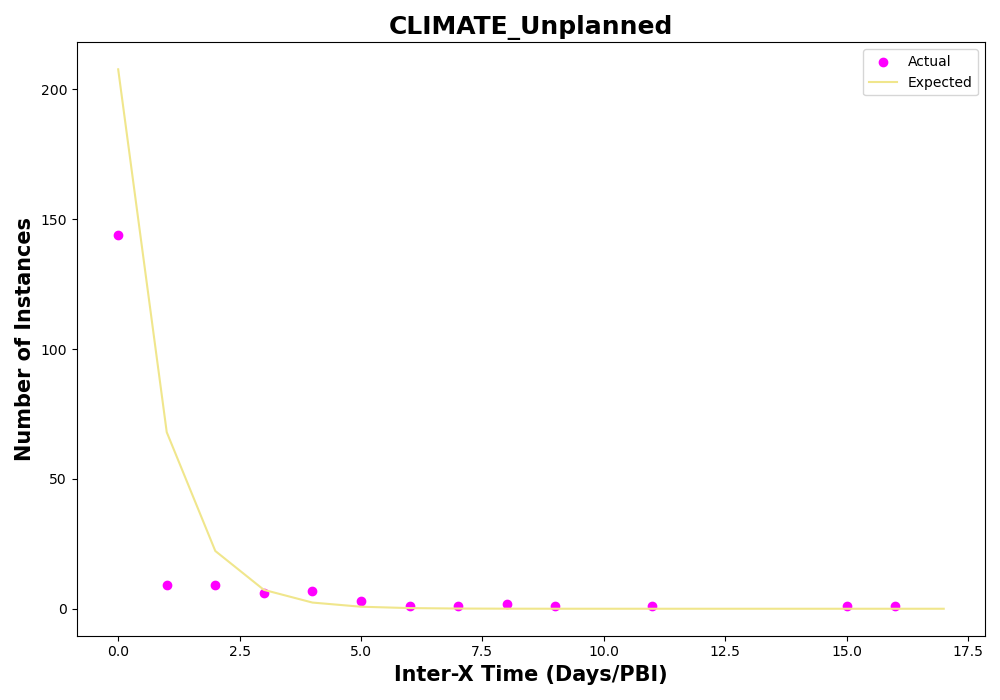 CLIMATE_Unplanned
Actual
Expected
200
150
100
50
0
Number of Instances
0.0 2.5 5.0 7.5 10.0 12.5 15.0 17.5
Inter-X Time (Days/PBI)